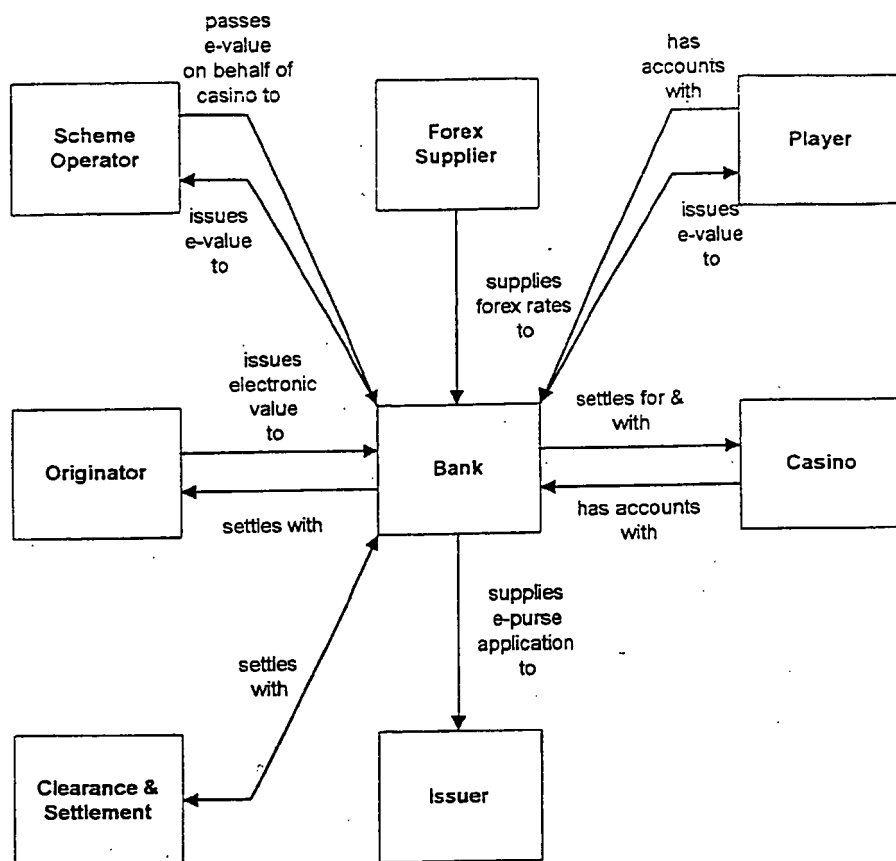 passes
e-value
on behalf of
casino to
has
accounts
with
Scheme
Operator
Forex
Supplier
Player
issues
e-value
to
issues
e-value
to
supplies
forex rates
to
issues
electronic
value
to
settles for &
with
Originator
Bank
Casino
settles with
has accounts
with
supplies
e-purse
application
to
settles
with
Clearance &
Settlement
Issuer